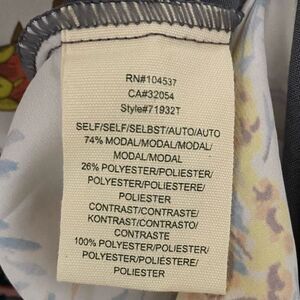 RN#104537
CA#32054
Style#71932T
SELF/SELF/SELBST/AUTO/AUTO
74% MODAL/MODAL/MODAL/
MODAL/MODAL
26% POLYESTER/POLIESTER/
POLYESTER/POLIESTERE/
POLIESTER
CONTRAST/CONTRASTE/
KONTRAST/CONTRASTO/
CONTRASTE
100% POLYESTER/POLIESTER/
POLYESTER/POLIÉSTERE/
POLIESTER